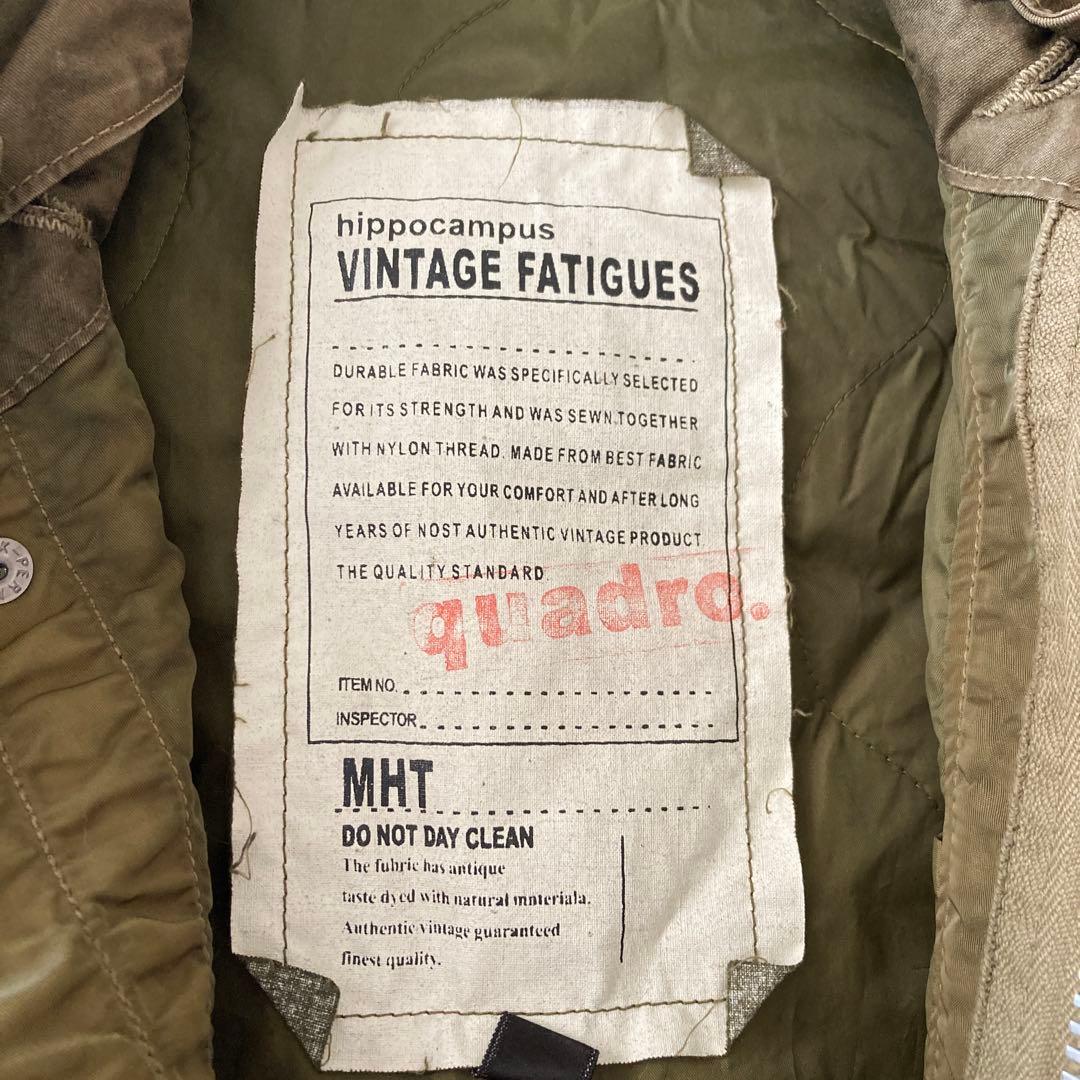 hippocampus
VINTAGE FATIGUES
DURABLE FABRIC WAS SPECIFICALLY SELECTED
FOR ITS STRENGTH AND WAS SEWN TOGETHER
WITH NYLON THREAD. MADE FROM BEST FABRIC
AVAILABLE FOR YOUR COMFORT AND AFTER LONG
YEARS OF NOST AUTHENTIC VINTAGE PRODUCT
THE QUALITY STANDARD.
quadro.
ITEM NO.
INSPECTOR
MHT
DO NOT DAY CLEAN
The fubric has antique
taste dyed with natural mnteriala.
Authentic vintage guaranteed
finest quality.